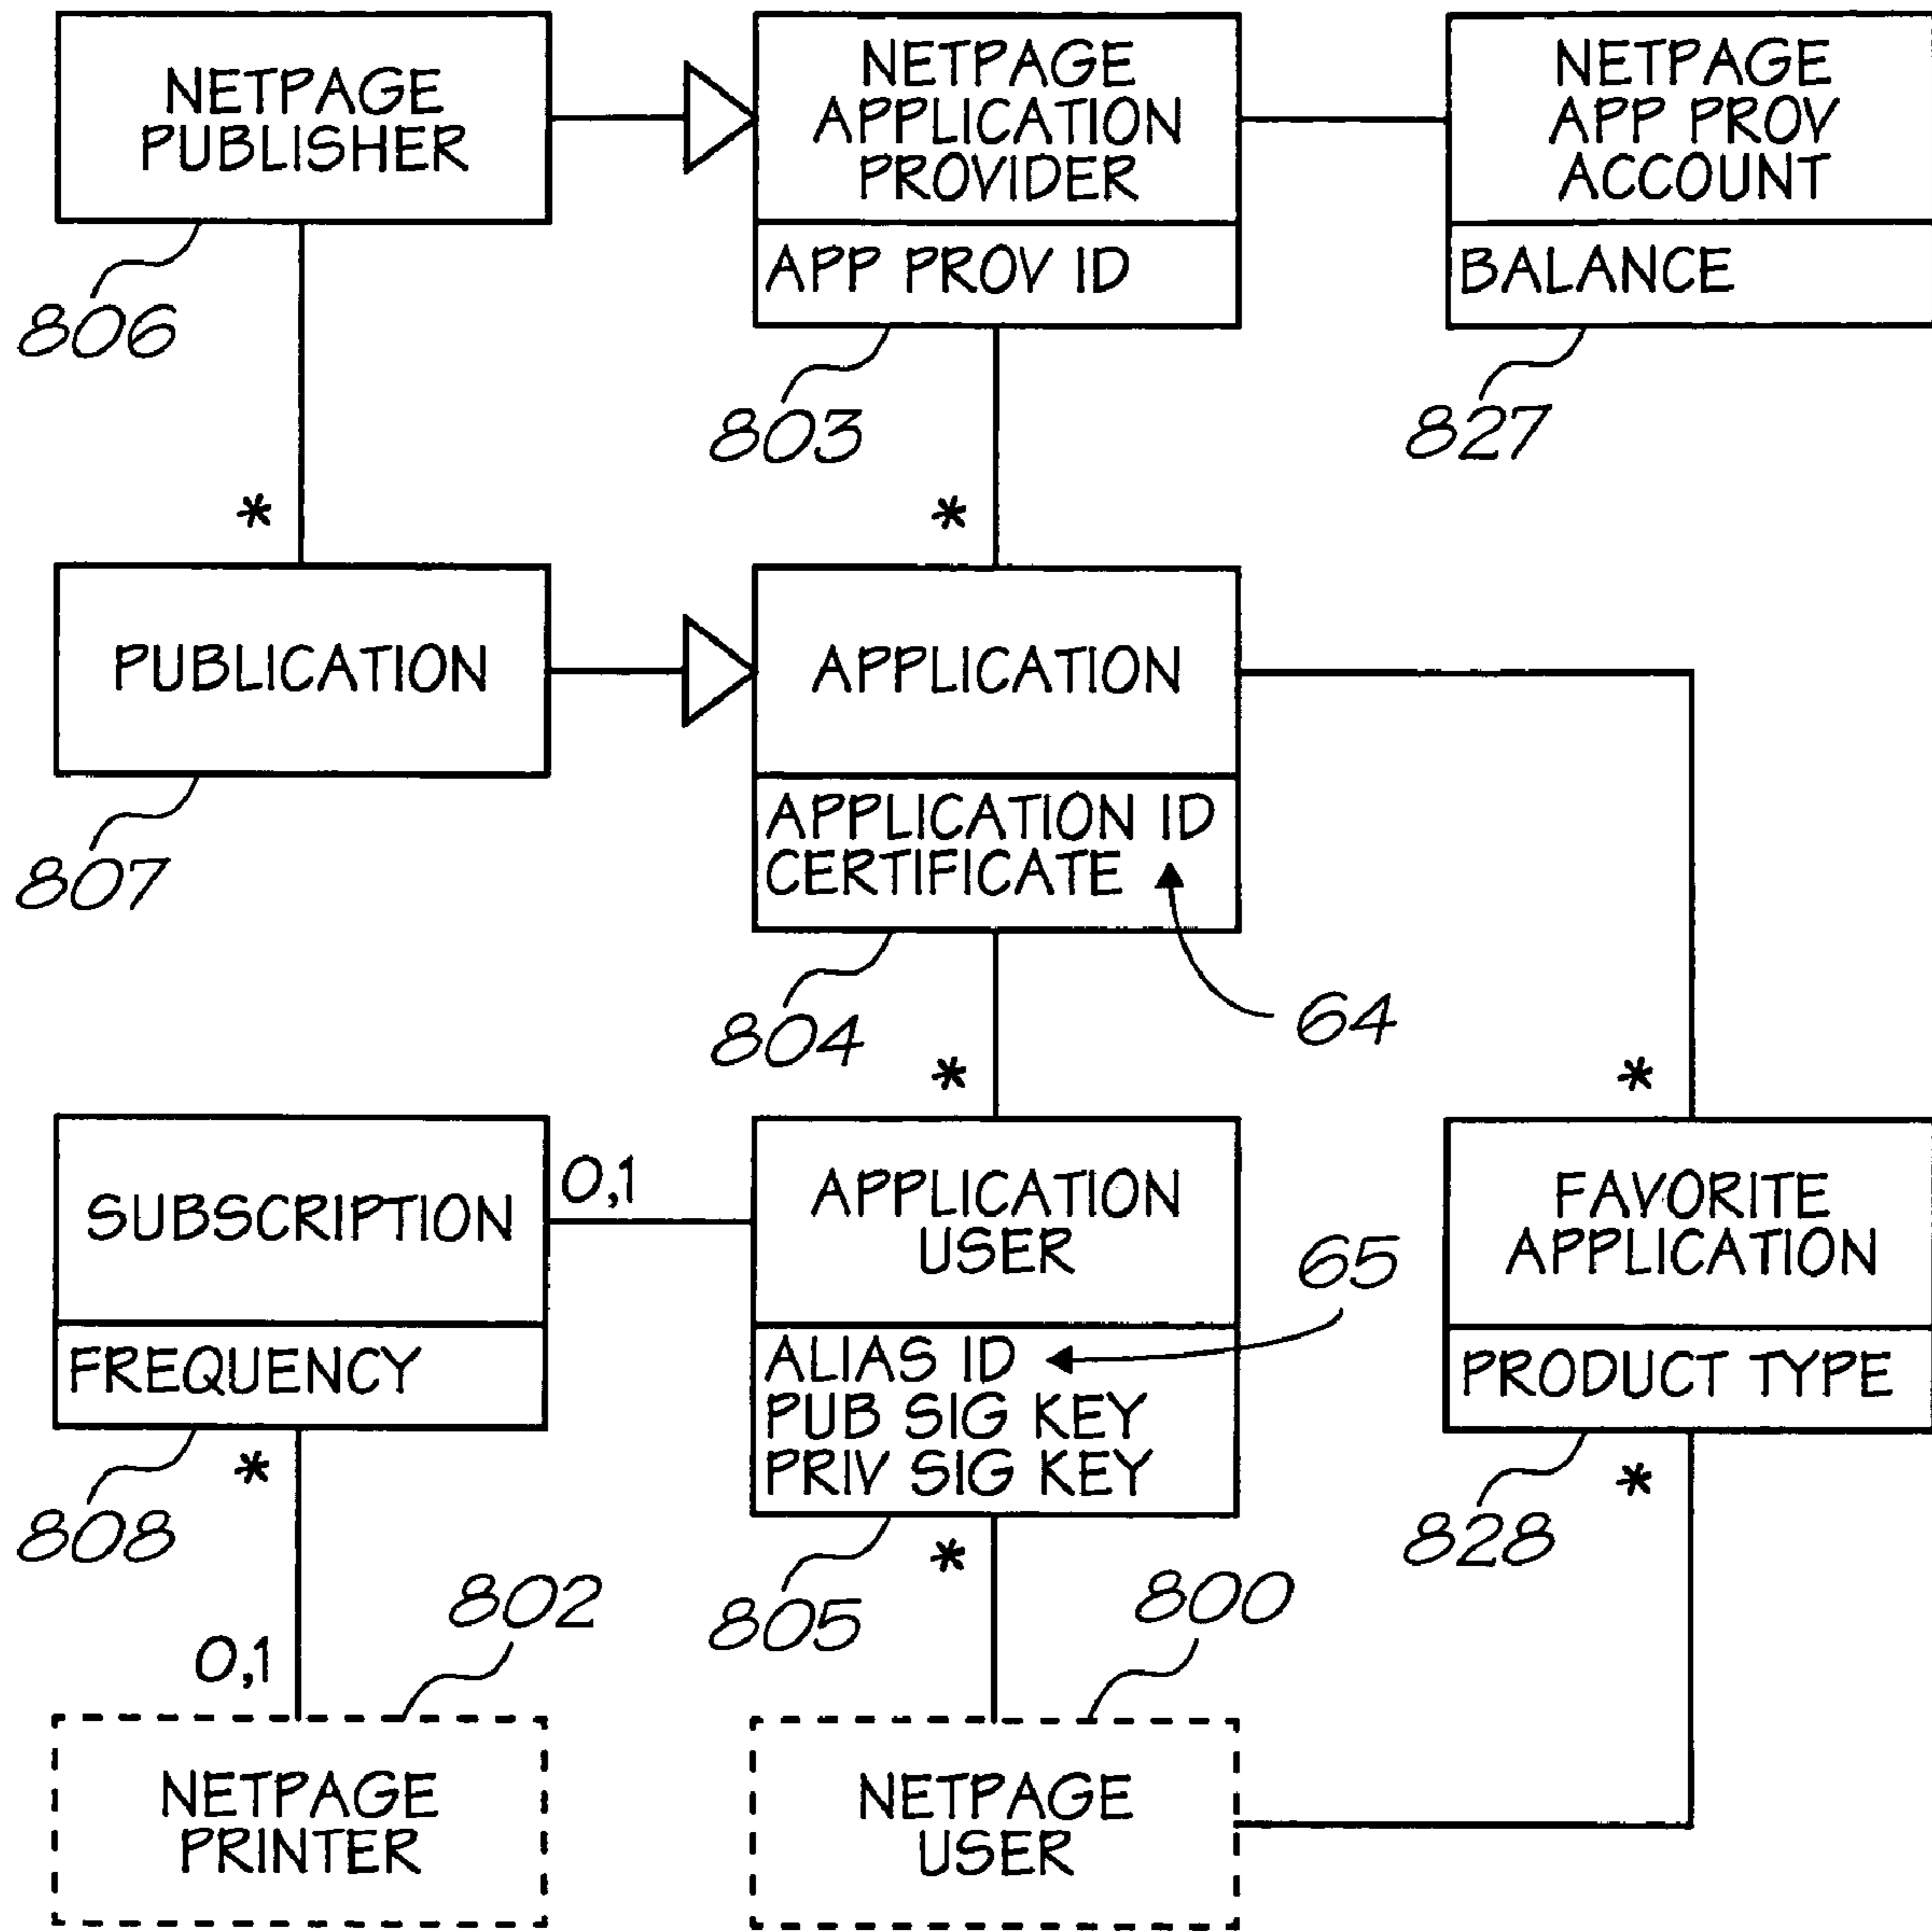 NETPAGE
PUBLISHER
806
NETPAGE
APPLICATION
PROVIDER
APP PROV ID
803
NETPAGE
APP PROV
ACCOUNT
BALANCE
827
*
*
PUBLICATION
807
APPLICATION
APPLICATION ID
CERTIFICATE
64
804
*
*
SUBSCRIPTION
FREQUENCY
0,1
808
*
APPLICATION
USER
ALIAS ID
PUB SIG KEY
PRIV SIG KEY
65
805
*
FAVORITE
APPLICATION
PRODUCT TYPE
828
*
802
0,1
NETPAGE
PRINTER
800
NETPAGE
USER